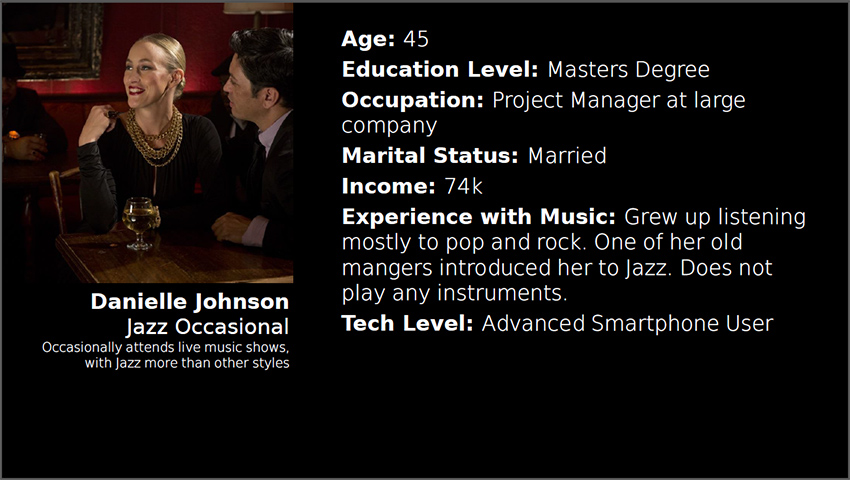 Age: 45
Education Level: Masters Degree
Occupation: Project Manager at large
company
Marital Status: Married
Income: 74k
Experience with Music: Grew up listening
mostly to pop and rock. One of her old
mangers introduced her to Jazz. Does not
play any instruments.
Tech Level: Advanced Smartphone User
Danielle Johnson
Jazz Occasional
Occasionally attends live music shows,
with Jazz more than other styles